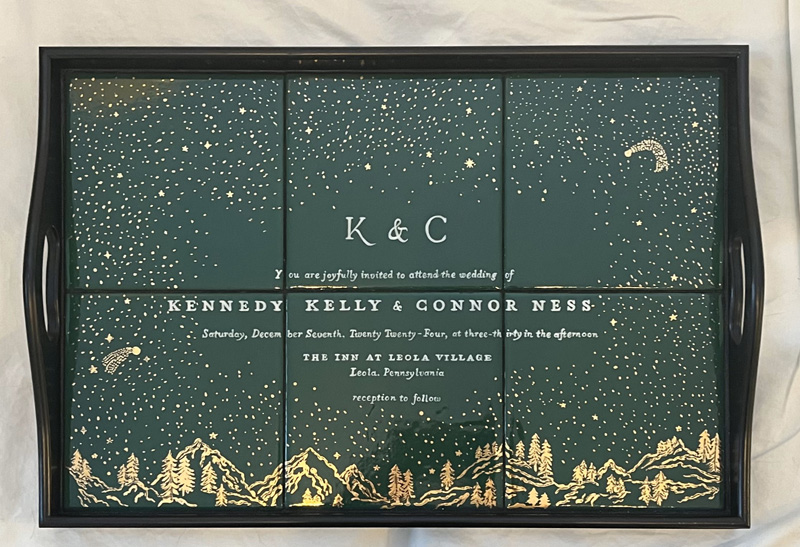 K & C
You are joyfully invited to attend the wedding of
KENNEDY KELLY & CONNOR NESS
Saturday, December Seventh, Twenty Twenty-Four, at three-thirty in the afternoon
THE INN AT LEOLA VILLAGE
Leola, Pennsylvania
reception to follow